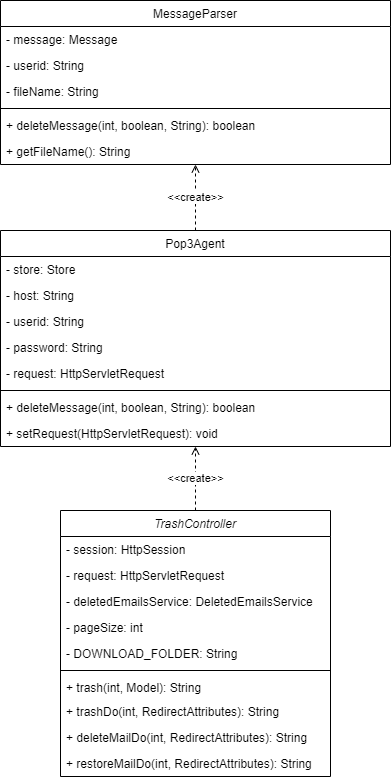 MessageParser
- message: Message
- userid: String
- fileName: String
+ deleteMessage(int, boolean, String): boolean
+ getFileName(): String
<<create>>
Pop3Agent
- store: Store
- host: String
- userid: String
- password: String
- request: HttpServletRequest
+ deleteMessage(int, boolean, String): boolean
+ setRequest(HttpServletRequest): void
<<create>>
TrashController
- session: HttpSession
- request: HttpServletRequest
- deletedEmailsService: DeletedEmailsService
- pageSize: int
- DOWNLOAD_FOLDER: String
+ trash(int, Model): String
+ trashDo(int, RedirectAttributes): String
+ deleteMailDo(int, RedirectAttributes): String
+ restoreMailDo(int, RedirectAttributes): String